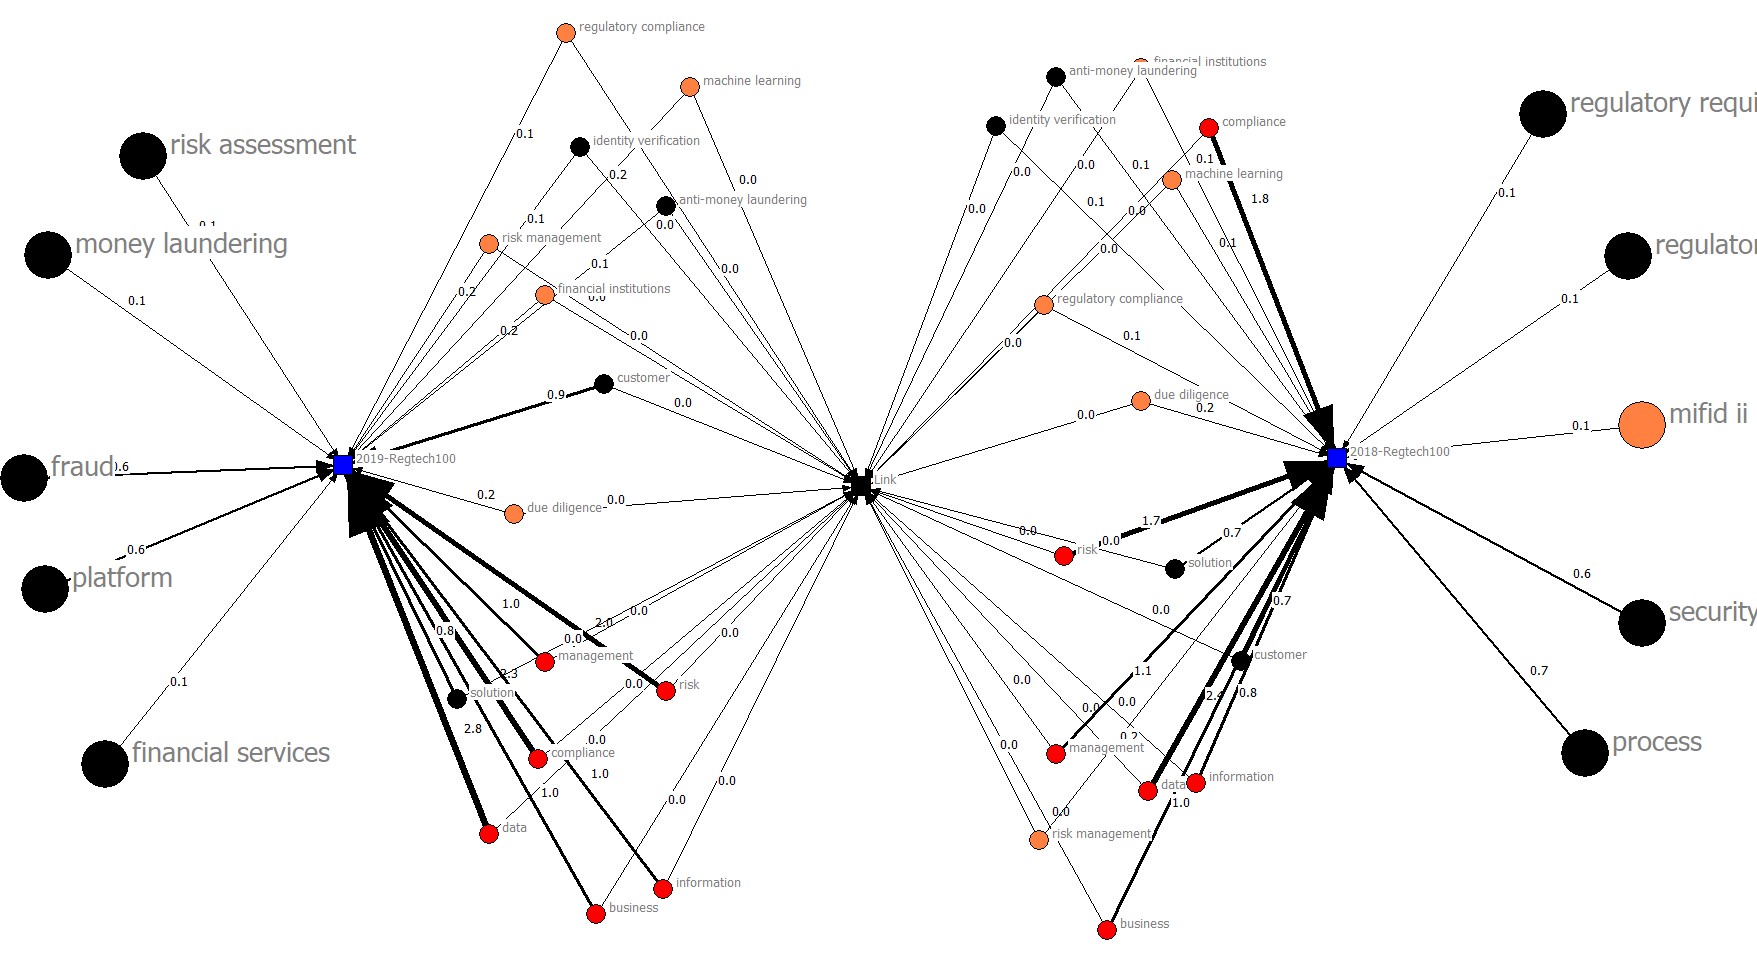 regulatory compliance
financial institutions
anti-money laundering
machine learning
regulatory requi
0.1
identity verification
compliance
risk assessment
identity verification
0.1
0.0
0.1
0.1
0.2
0.0
0.0
machine learning
0.1
1.8
anti-money laundering
0.1
0.0
0.0
0.1
0.0
0.1
money laundering
risk management
0.0
0.1
regulator
0.1
0.0
0.1
0.2
financial institutions
0.0
regulatory compliance
0.1
0.2
0.0
0.0
0.1
customer
0.9
0.0
due diligence
0.2
0.0
mifid ii
0.1
fraud
.6
2019-Regtech100
2018-Regtech100
Link
0.2
due diligence
0.0
0.6
platform
0.0
1.7
0.0
0.7
risk
solution
0.6
1.0
0.0
0.0
0.7
security
0.8
2.0
0.0
0.0
management
customer
2.3
0.0
risk
0.0
1.1
0.7
0.1
solution
0.0
0.0
2.4
0.8
2.8
0.0
0.0
0.2
process
financial services
compliance
management
1.0
0.0
data
information
1.0
0.0
1.0
data
0.0
risk management
information
business
business